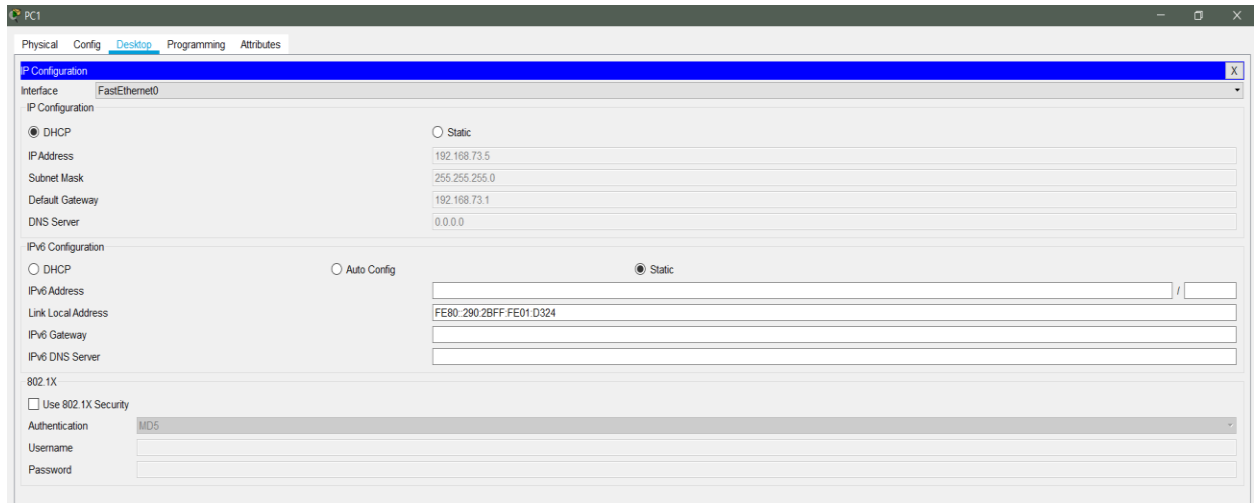 PC1
Physical Config Desktop Programming Attributes
IP Configuration X
Interface FastEthernet0
IP Configuration
DHCP Static
IP Address 192.168.73.5
Subnet Mask 255.255.255.0
Default Gateway 192.168.73.1
DNS Server 0.0.0.0
IPv6 Configuration
DHCP Auto Config Static
IPv6 Address /
Link Local Address FE80::290:2BFF:FE01:D324
IPv6 Gateway
IPv6 DNS Server
802.1X
Use 802.1X Security
Authentication MD5
Username
Password